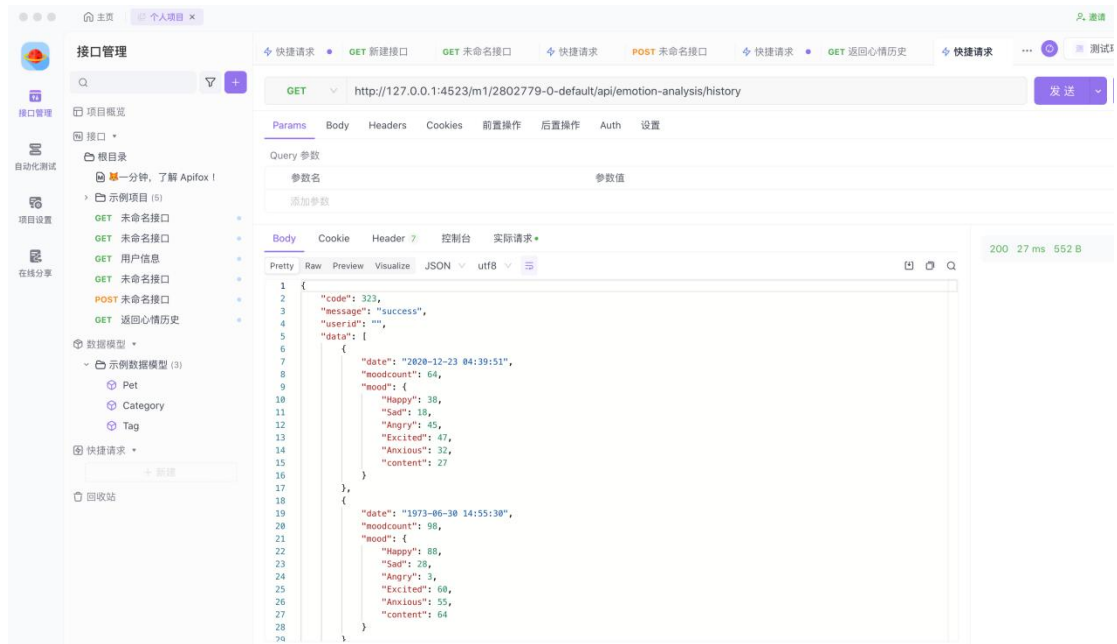 主页
个人项目 ×
邀请
接口管理
自动化测试
项目设置
在线分享
接口管理
项目概览
接口
根目录
一分钟，了解 Apifox！
示例项目 (5)
GET 未命名接口
GET 未命名接口
GET 用户信息
GET 未命名接口
POST 未命名接口
GET 返回心情历史
数据模型
示例数据模型 (3)
Pet
Category
Tag
快捷请求
+ 新建
回收站
快捷请求 GET 新建接口 GET 未命名接口 快捷请求 POST 未命名接口 快捷请求 GET 返回心情历史 快捷请求 ... 测试环
GET http://127.0.0.1:4523/m1/2802779-0-default/api/emotion-analysis/history 发送
Params Body Headers Cookies 前置操作 后置操作 Auth 设置
Query 参数
参数名 参数值
添加参数
Body Cookie Header 7 控制台 实际请求
200 27 ms 552 B
Pretty Raw Preview Visualize JSON utf8
1 {
2 "code": 323,
3 "message": "success",
4 "userid": "",
5 "data": [
6 {
7 "date": "2020-12-23 04:39:51",
8 "moodcount": 64,
9 "mood": {
10 "Happy": 38,
11 "Sad": 18,
12 "Angry": 45,
13 "Excited": 47,
14 "Anxious": 32,
15 "content": 27
16 }
17 },
18 {
19 "date": "1973-06-30 14:55:30",
20 "moodcount": 98,
21 "mood": {
22 "Happy": 88,
23 "Sad": 28,
24 "Angry": 3,
25 "Excited": 60,
26 "Anxious": 55,
27 "content": 64
28 }
29 }